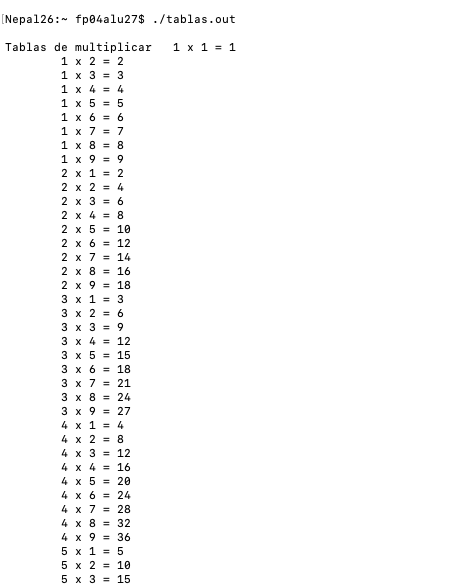 [Nepal26:~ fp04alu27$ ./tablas.out
Tablas de multiplicar   1 x 1 = 1
1 x 2 = 2
1 x 3 = 3
1 x 4 = 4
1 x 5 = 5
1 x 6 = 6
1 x 7 = 7
1 x 8 = 8
1 x 9 = 9
2 x 1 = 2
2 x 2 = 4
2 x 3 = 6
2 x 4 = 8
2 x 5 = 10
2 x 6 = 12
2 x 7 = 14
2 x 8 = 16
2 x 9 = 18
3 x 1 = 3
3 x 2 = 6
3 x 3 = 9
3 x 4 = 12
3 x 5 = 15
3 x 6 = 18
3 x 7 = 21
3 x 8 = 24
3 x 9 = 27
4 x 1 = 4
4 x 2 = 8
4 x 3 = 12
4 x 4 = 16
4 x 5 = 20
4 x 6 = 24
4 x 7 = 28
4 x 8 = 32
4 x 9 = 36
5 x 1 = 5
5 x 2 = 10
5 x 3 = 15